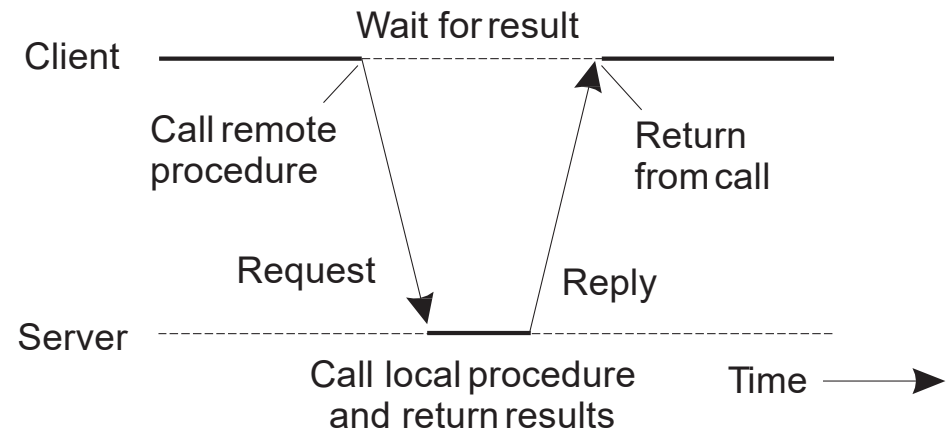 Wait for result
Client
Call remote
procedure
Return
from call
Request
Reply
Server
Call local procedure
and return results
Time